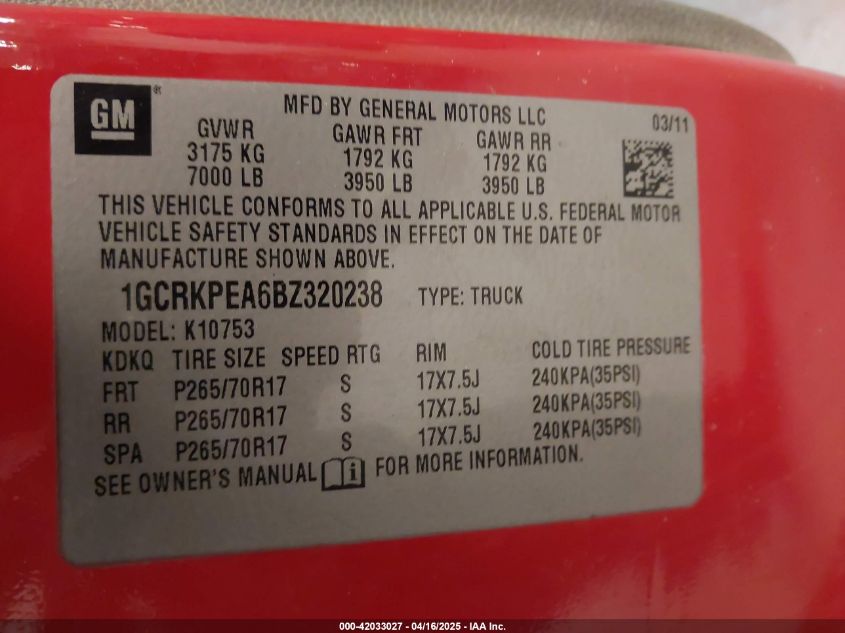 GM ®
MFD BY GENERAL MOTORS LLC
03/11
GVWR GAWR FRT GAWR RR
3175 KG 1792 KG 1792 KG
7000 LB 3950 LB 3950 LB
THIS VEHICLE CONFORMS TO ALL APPLICABLE U.S. FEDERAL MOTOR
VEHICLE SAFETY STANDARDS IN EFFECT ON THE DATE OF
MANUFACTURE SHOWN ABOVE.
1GCRKPEA6BZ320238 TYPE: TRUCK
MODEL: K10753
KDKQ TIRE SIZE SPEED RTG RIM COLD TIRE PRESSURE
FRT P265/70R17 S 17X7.5J 240KPA(35PSI)
RR P265/70R17 S 17X7.5J 240KPA(35PSI)
SPA P265/70R17 S 17X7.5J 240KPA(35PSI)
SEE OWNER'S MANUAL i FOR MORE INFORMATION.
000-42033027 - 04/16/2025 - IAA Inc.